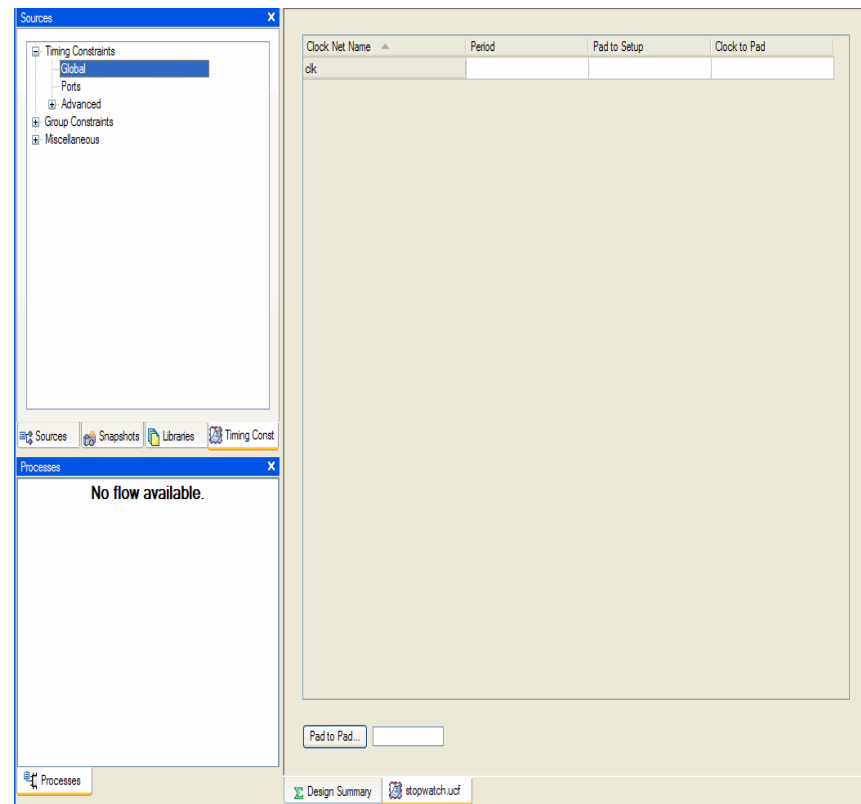 Sources
Timing Constraints
Global
Ports
Advanced
Group Constraints
Miscellaneous
Sources Snapshots Libraries Timing Const
Processes
No flow available.
Processes
Clock Net Name Period Pad to Setup Clock to Pad
clk
Pad to Pad...
Design Summary stopwatch.ucf